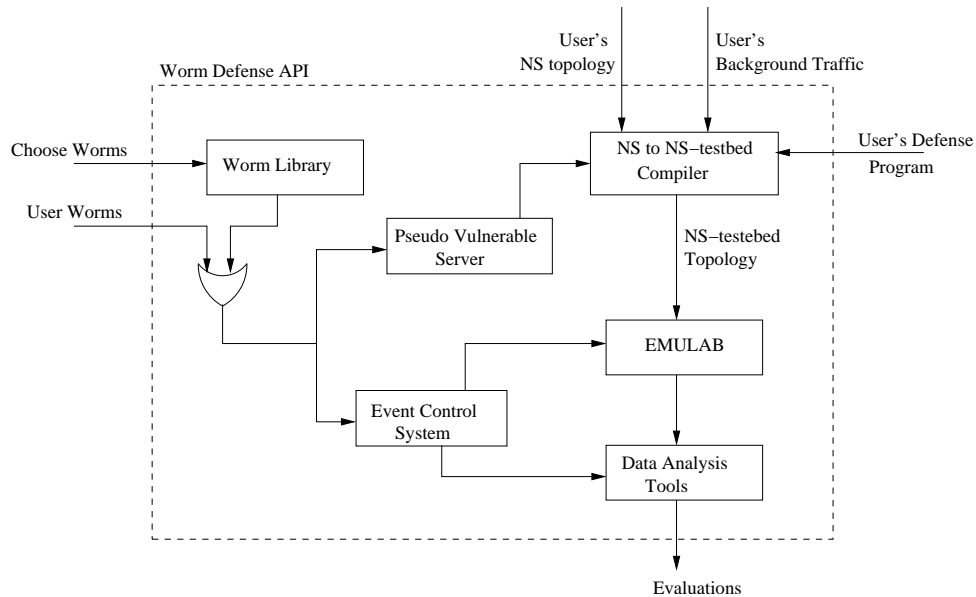 User's
NS topology
User's
Background Traffic
Worm Defense API
Choose Worms
Worm Library
NS to NS−testbed
Compiler
User's Defense
Program
User Worms
Pseudo Vulnerable
Server
NS−testebed
Topology
EMULAB
Event Control
System
Data Analysis
Tools
Evaluations